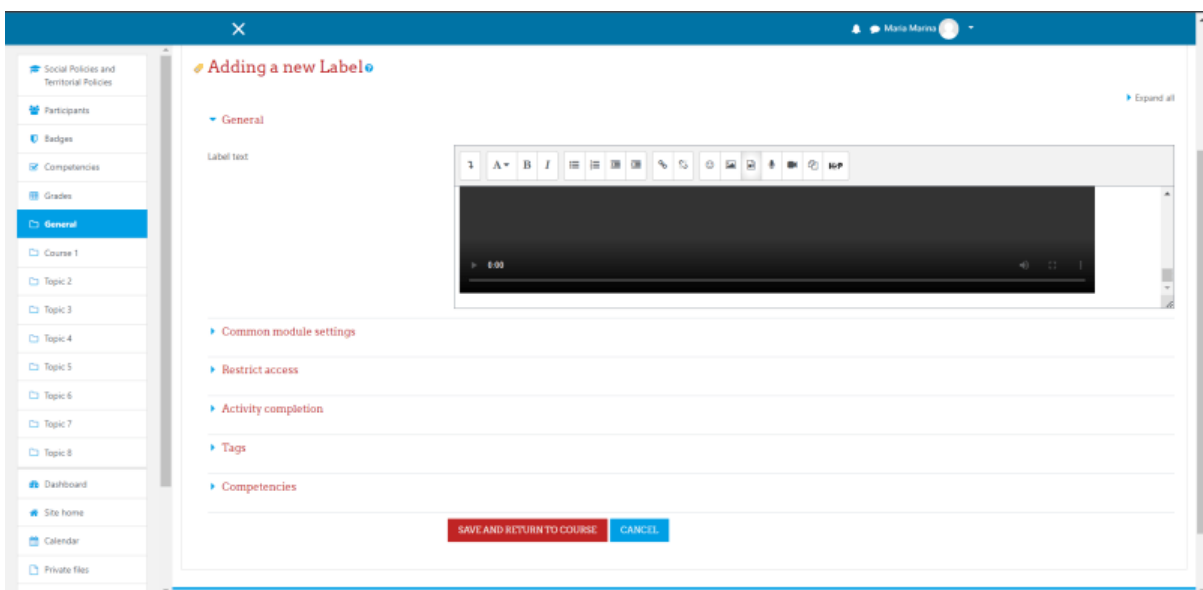 Maria Marina
Social Policies and
Territorial Policies
Participants
Badges
Competencies
Grades
General
Course 1
Topic 2
Topic 3
Topic 4
Topic 5
Topic 6
Topic 7
Topic 8
Dashboard
Site home
Calendar
Private files
Adding a new Label
Expand all
General
Label text
A B I H-P
0:00
Common module settings
Restrict access
Activity completion
Tags
Competencies
SAVE AND RETURN TO COURSE CANCEL